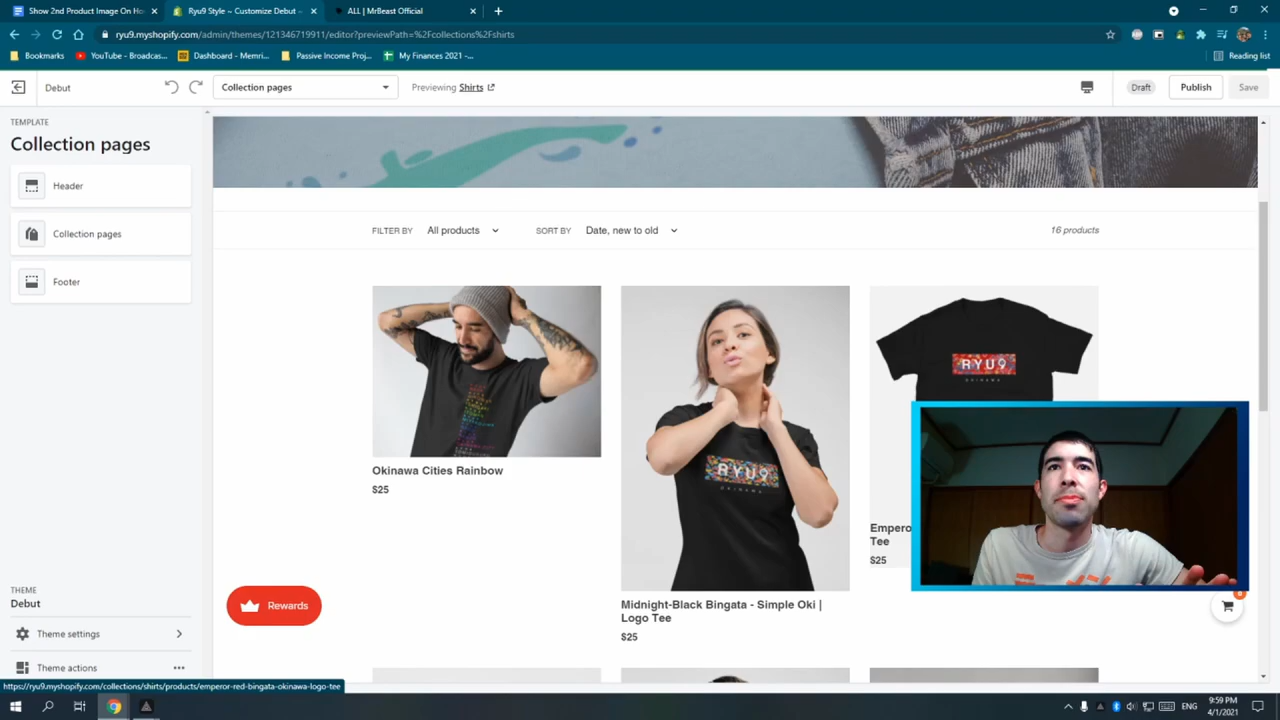 Show 2nd Product Image On Ho
Ryu9 Style ~ Customize Debut ~
ALL | MrBeast Official
ryu9.myshopify.com/admin/themes/121346719911/editor?previewPath=%2Fcollections%2Fshirts
Bookmarks
YouTube - Broadcas...
Dashboard - Memri...
Passive Income Proj...
My Finances 2021 -...
Reading list
Debut
Collection pages
Previewing Shirts
Draft
Publish
Save
TEMPLATE
Collection pages
Header
Collection pages
Footer
FILTER BY
All products
SORT BY
Date, new to old
16 products
RYU9
OKINAWA
RYU9
OKINAWA
Okinawa Cities Rainbow
$25
Midnight-Black Bingata - Simple Oki |
Logo Tee
$25
Empero
Tee
$25
Rewards
THEME
Debut
Theme settings
Theme actions
https://ryu9.myshopify.com/collections/shirts/products/emperor-red-bingata-okinawa-logo-tee
ENG
9:59 PM
4/1/2021